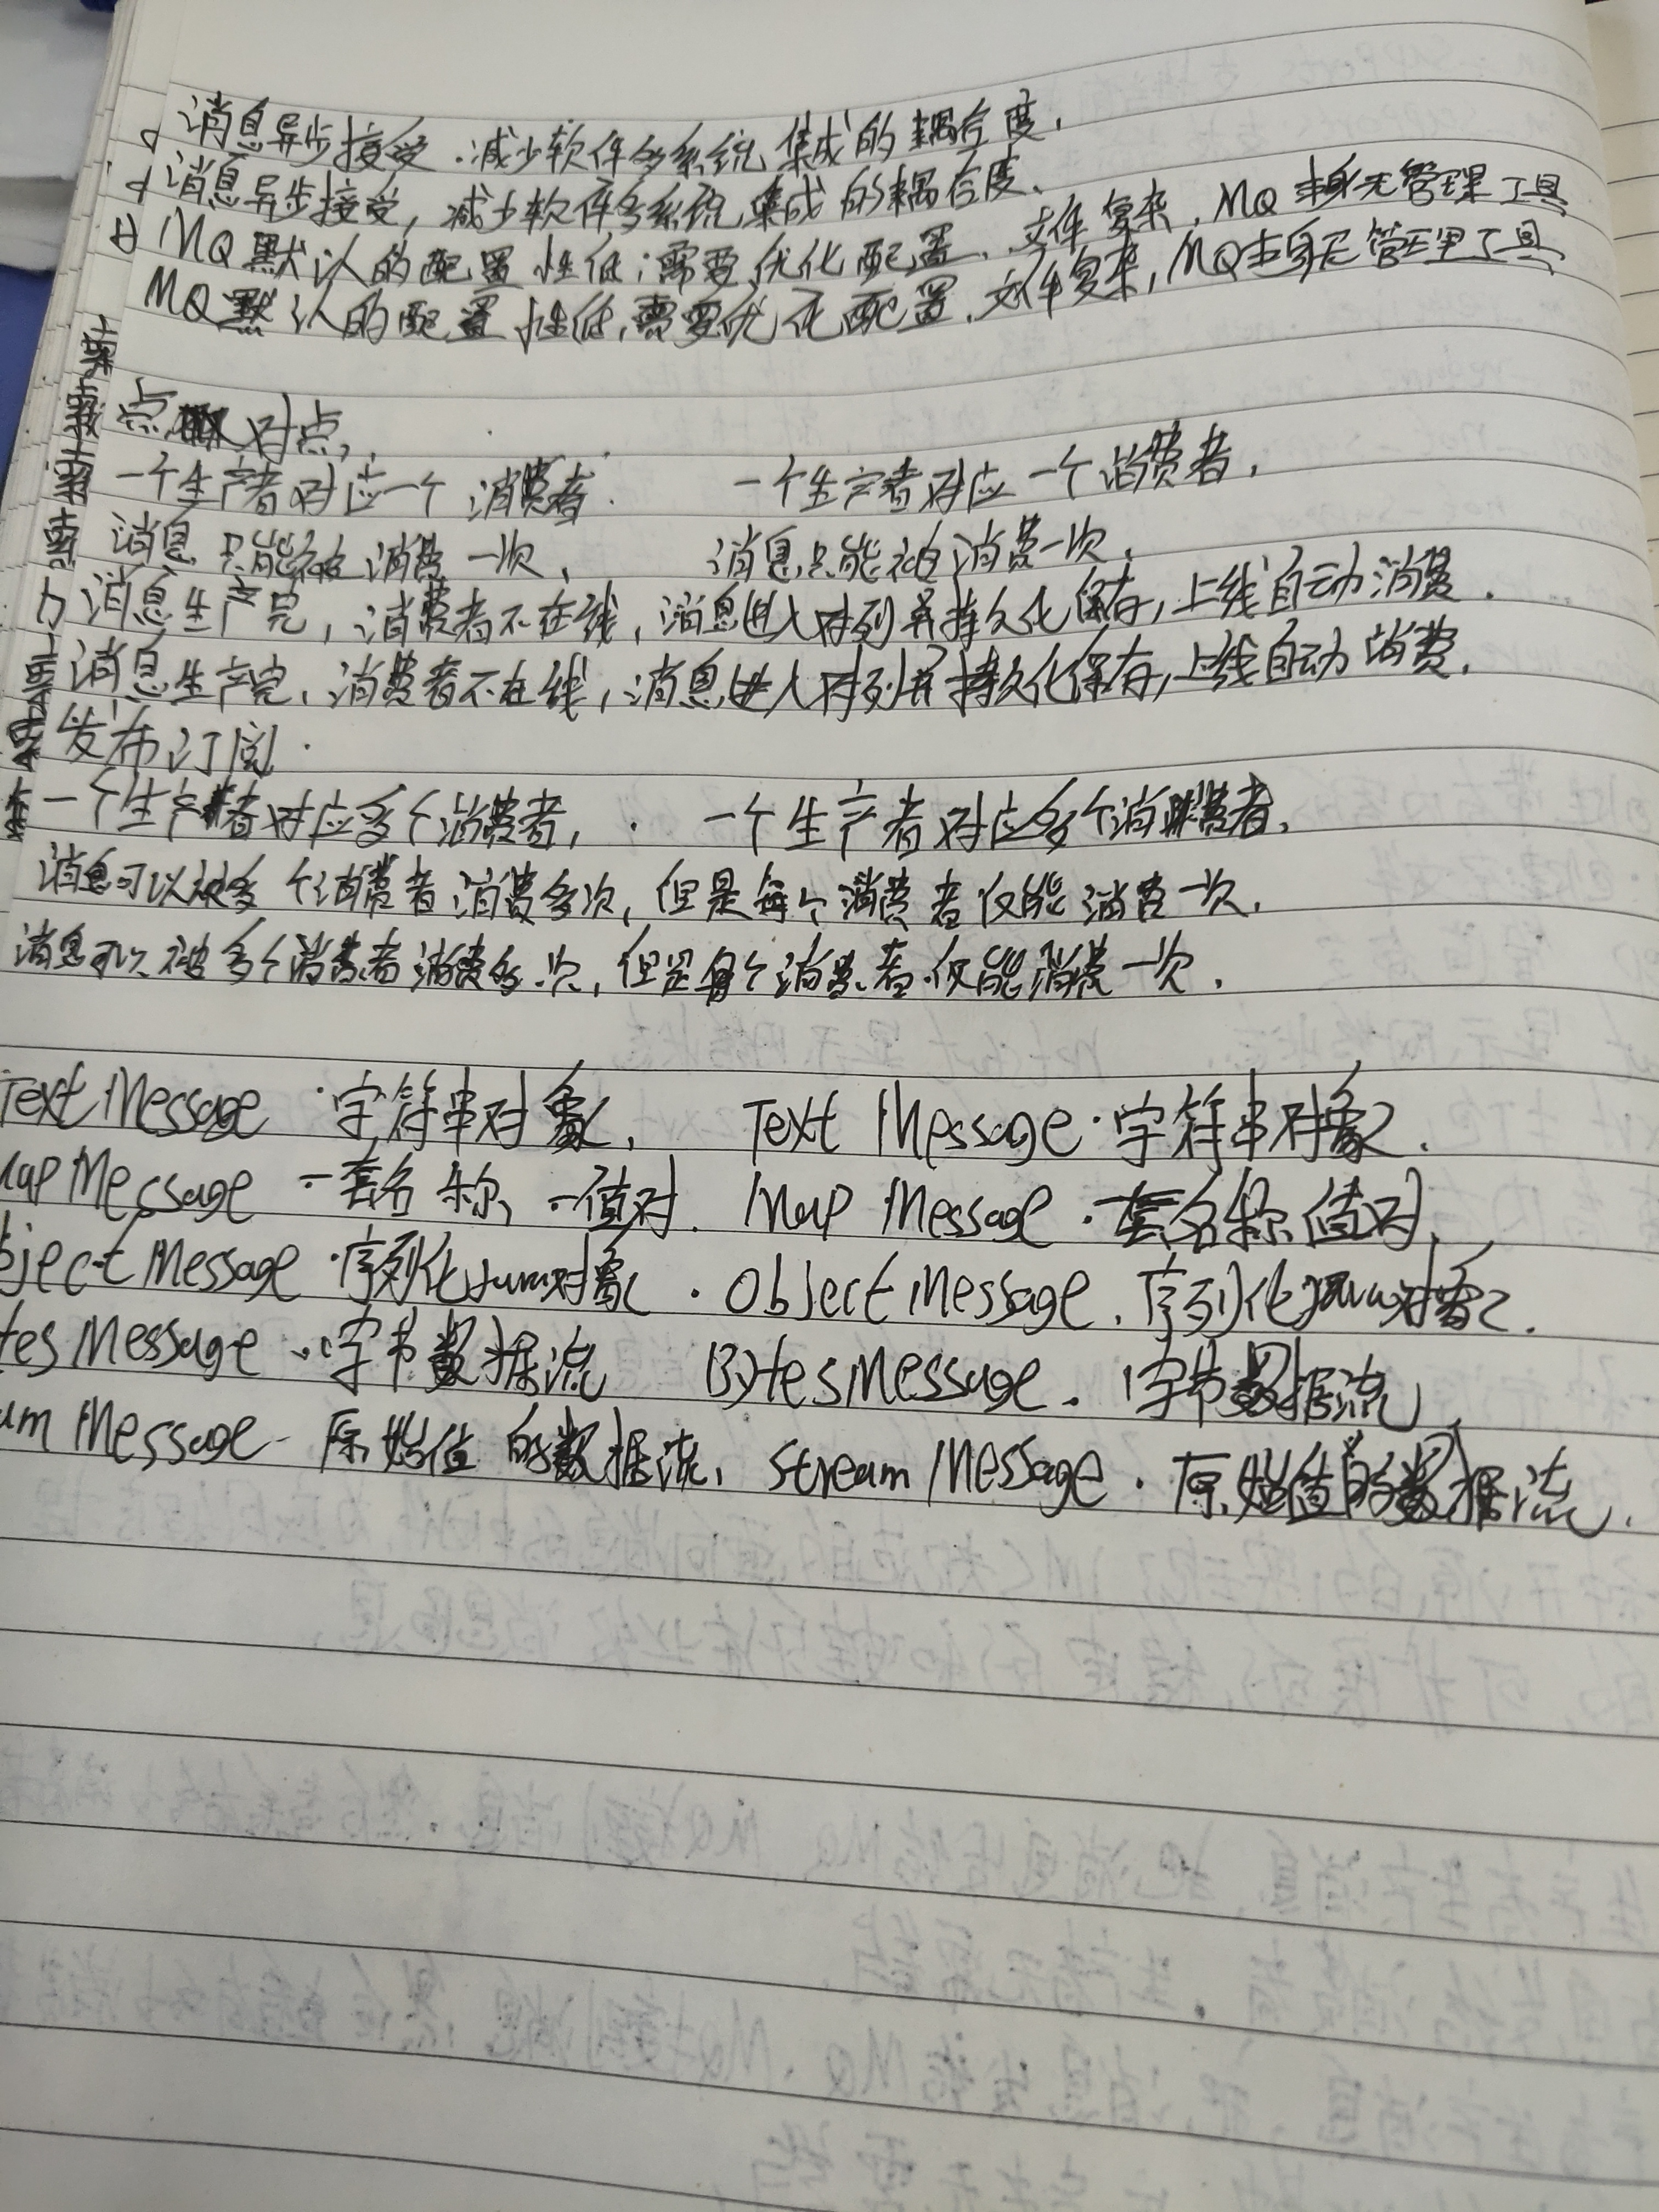 消息异步接受.减少软件多系统集成的耦合度.
消息异步接受,减少软件多系统集成的耦合度.
MQ默认的配置性低,需要优化配置.文件复杂,MQ本身无管理工具
MQ默认的配置性低,需要优化配置.文件复杂,MQ本身无管理工具
点对点,
一个生产者对应一个消费者. 一个生产者对应一个消费者,
消息只能被消费一次, 消息只能被消费一次,
消息生产完,消费者不在线,消息进入队列并持久化保存,上线自动消费.
消息生产完,消费者不在线,消息进入队列并持久化保存,上线自动消费,
发布订阅.
一个生产者对应多个消费者, 一个生产者对应多个消费者,
消息可以被多个消费者消费多次,但是每个消费者仅能消费一次,
消息可以被多个消费者消费多次,但是每个消费者仅能消费一次,
Text Message·字符串对象, Text Message·字符串对象.
Map Message 一套名称一值对. Map Message·一套名称值对,
bject Message·序列化Java对象·Object Message.序列化Java对象.
tes Message·字节数据流 Bytes Message.字节数据流,
am Message-原始值的数据流, Stream Message·原始值的数据流.